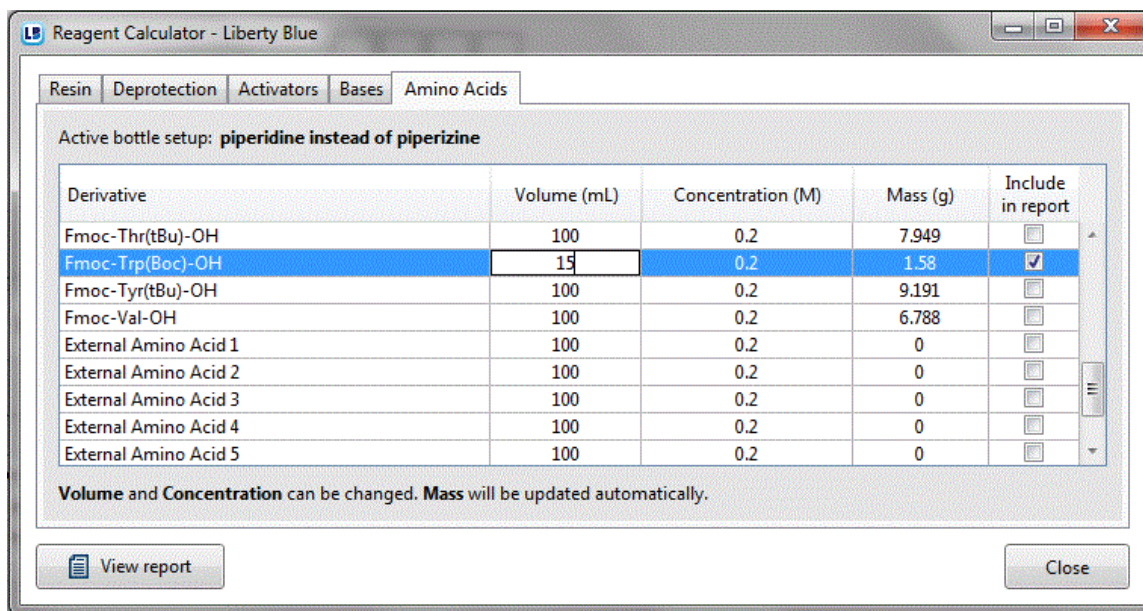 LB Reagent Calculator - Liberty Blue
Resin Deprotection Activators Bases Amino Acids
Active bottle setup: piperidine instead of piperizine
Derivative Volume (mL) Concentration (M) Mass (g) Include in report
Fmoc-Thr(tBu)-OH 100 0.2 7.949
Fmoc-Trp(Boc)-OH 15 0.2 1.58
Fmoc-Tyr(tBu)-OH 100 0.2 9.191
Fmoc-Val-OH 100 0.2 6.788
External Amino Acid 1 100 0.2 0
External Amino Acid 2 100 0.2 0
External Amino Acid 3 100 0.2 0
External Amino Acid 4 100 0.2 0
External Amino Acid 5 100 0.2 0
Volume and Concentration can be changed. Mass will be updated automatically.
View report Close